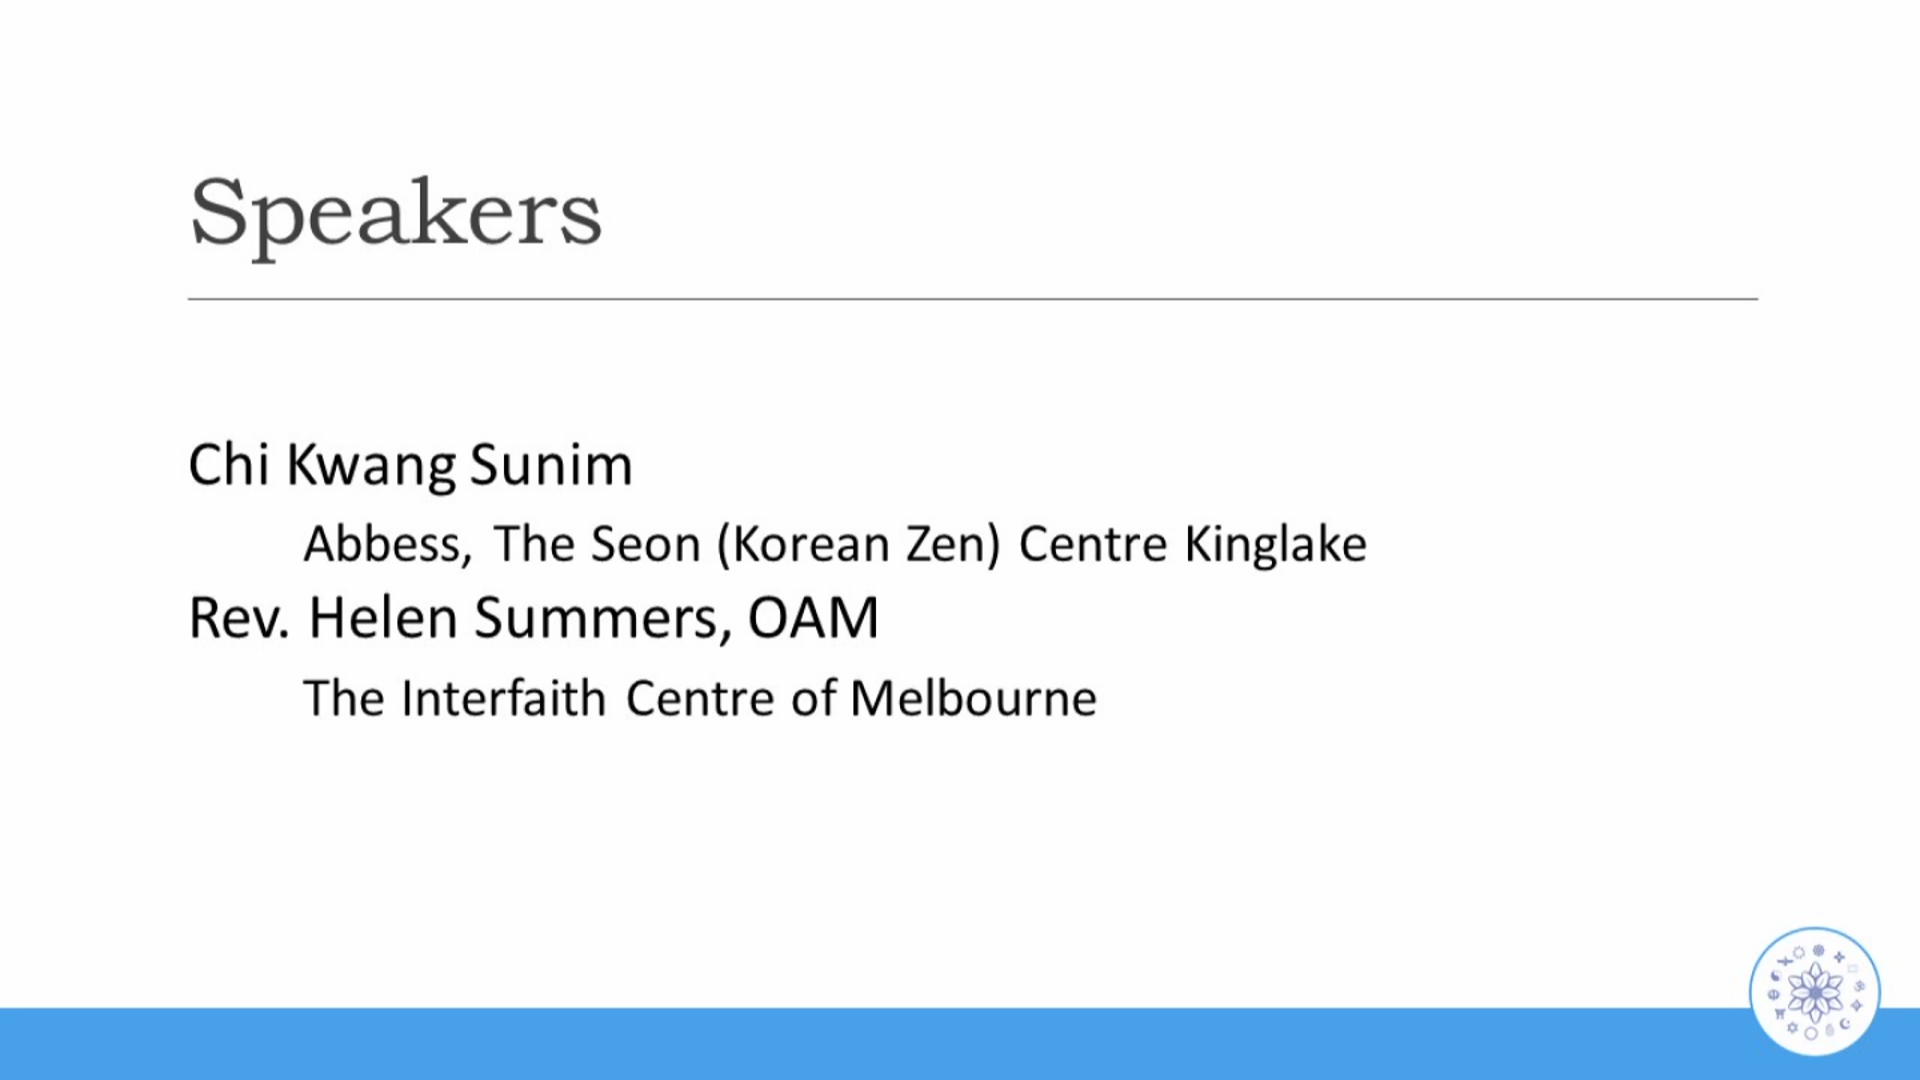 Speakers
Chi Kwang Sunim
Abbess, The Seon (Korean Zen) Centre Kinglake
Rev. Helen Summers, OAM
The Interfaith Centre of Melbourne